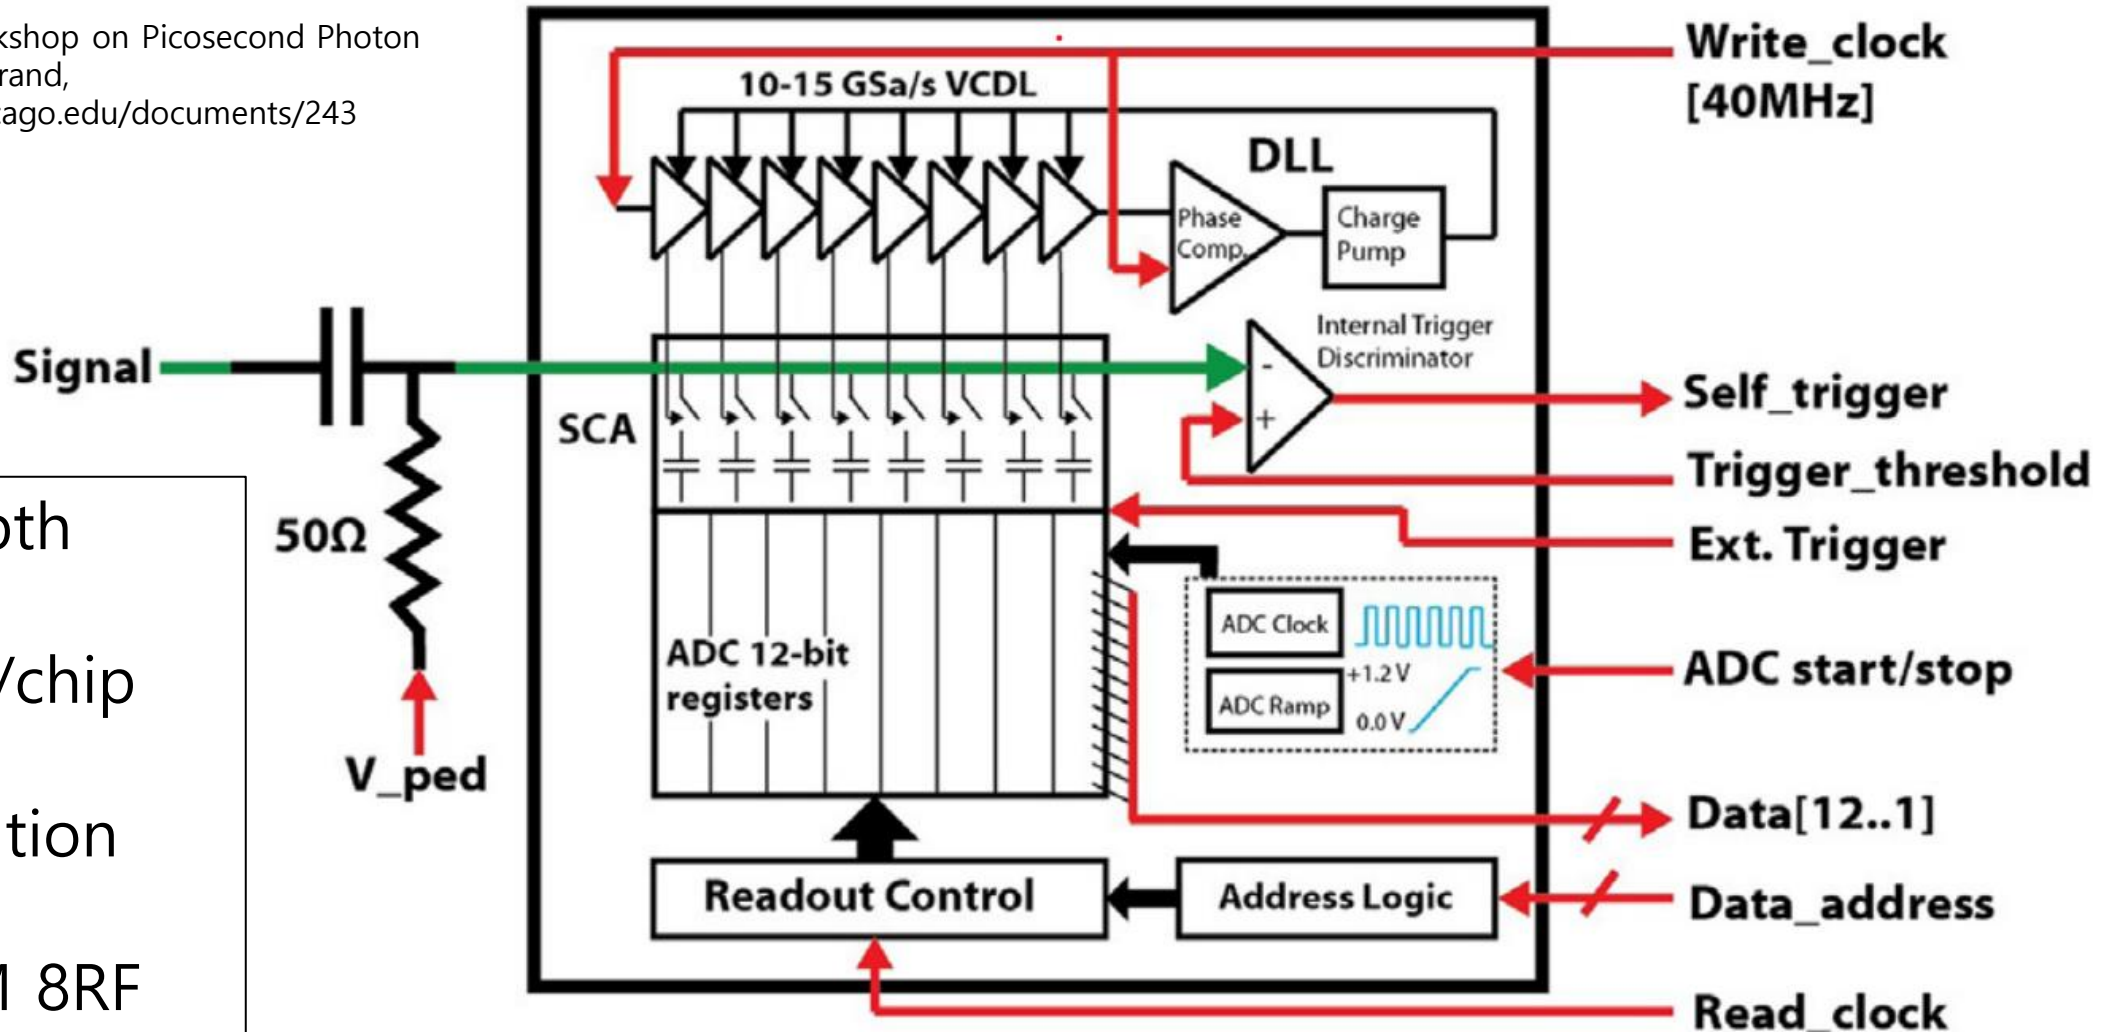 kshop on Picosecond Photon
rand,
cago.edu/documents/243
Write_clock
[40MHz]
10-15 GSa/s VCDL
DLL
Phase
Comp.
Charge
Pump
Internal Trigger
Discriminator
Signal
-
+
Self_trigger
SCA
Trigger_threshold
50Ω
Ext. Trigger
oth
/chip
tion
M 8RF
ADC Clock
+1.2 V
ADC Ramp
0.0 V
ADC start/stop
ADC 12-bit
registers
V_ped
Data[12..1]
Readout Control
Address Logic
Data_address
Read_clock